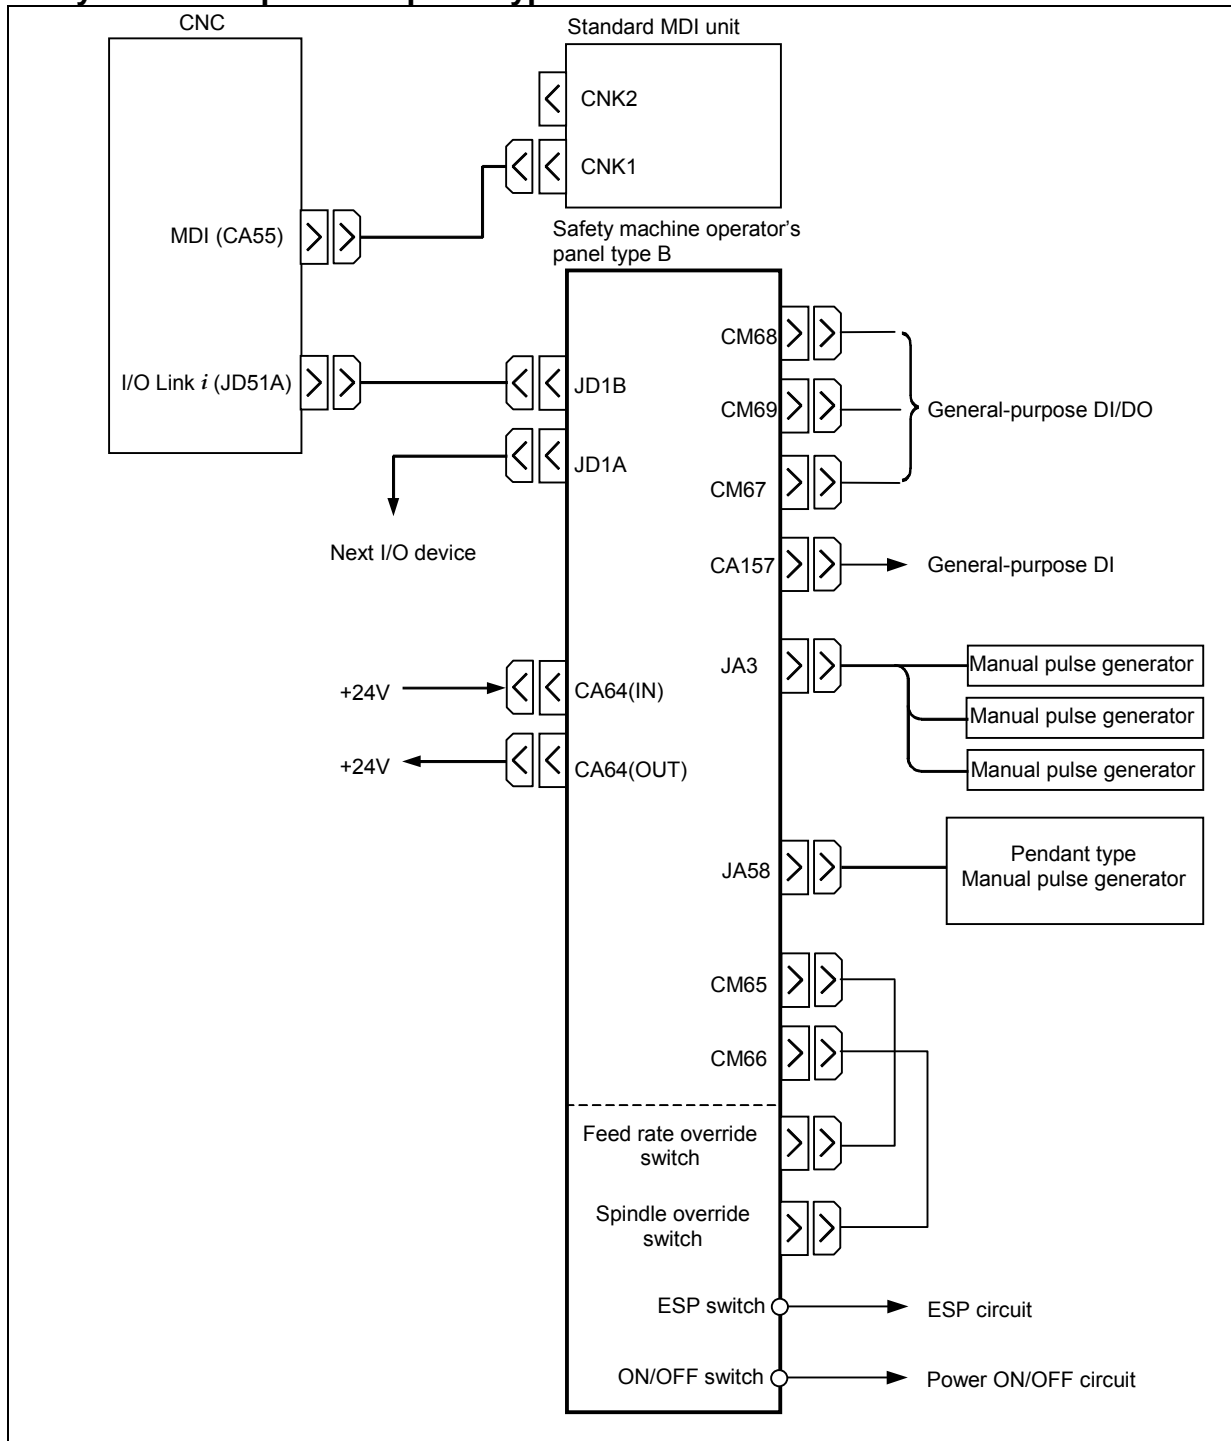 CNC
Standard MDI unit
CNK2
CNK1
MDI (CA55)
Safety machine operator's
panel type B
CM68
I/O Link i (JD51A)
JD1B
CM69
General-purpose DI/DO
JD1A
CM67
Next I/O device
CA157
General-purpose DI
JA3
Manual pulse generator
+24V
CA64(IN)
Manual pulse generator
+24V
CA64(OUT)
Manual pulse generator
JA58
Pendant type
Manual pulse generator
CM65
CM66
Feed rate override
switch
Spindle override
switch
ESP switch
ESP circuit
ON/OFF switch
Power ON/OFF circuit